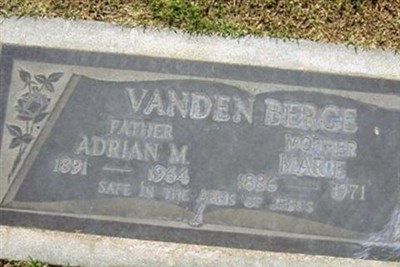 VANDEN BERGE
FATHER MOTHER
ADRIAN M. MARIE
1891 — 1964 1886 — 1971
SAFE IN THE ARMS OF JESUS